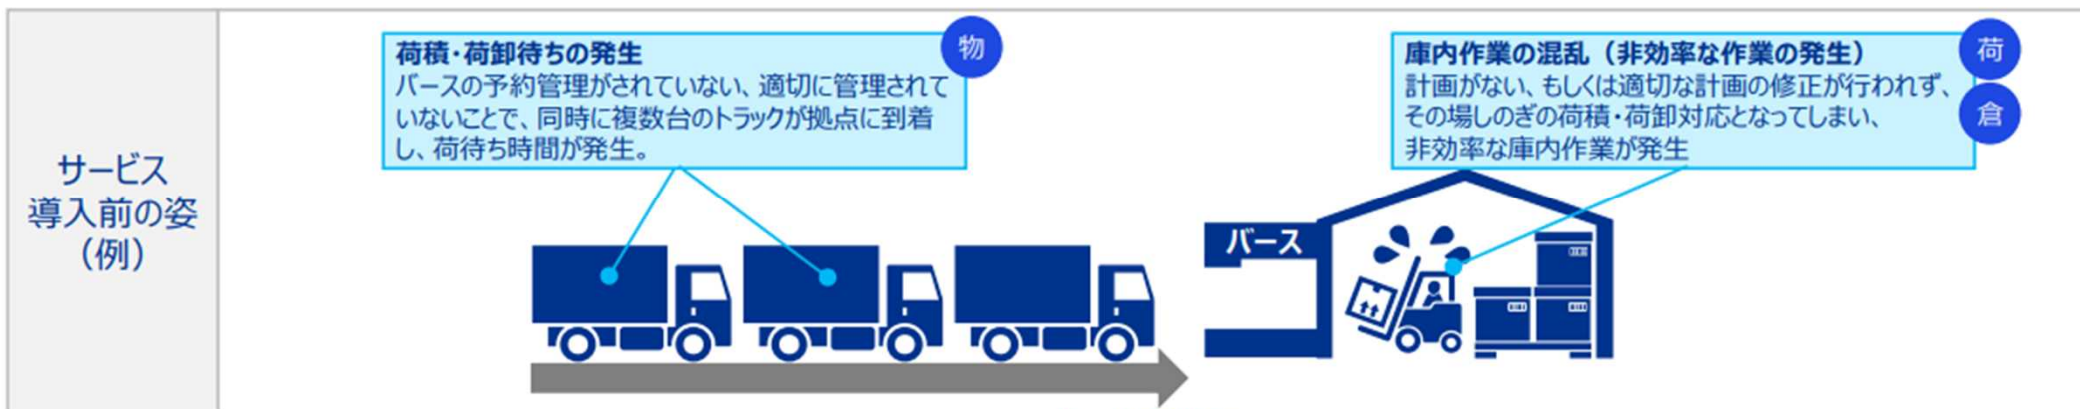 サービス
導入前の姿
（例）
荷積・荷卸待ちの発生
物
バースの予約管理がされていない、適切に管理されて
いないことで、同時に複数台のトラックが拠点に到着
し、荷待ち時間が発生。
庫内作業の混乱（非効率な作業の発生）
荷
倉
計画がない、もしくは適切な計画の修正が行われず、
その場しのぎの荷積・荷卸対応となってしまい、
非効率な庫内作業が発生
バース